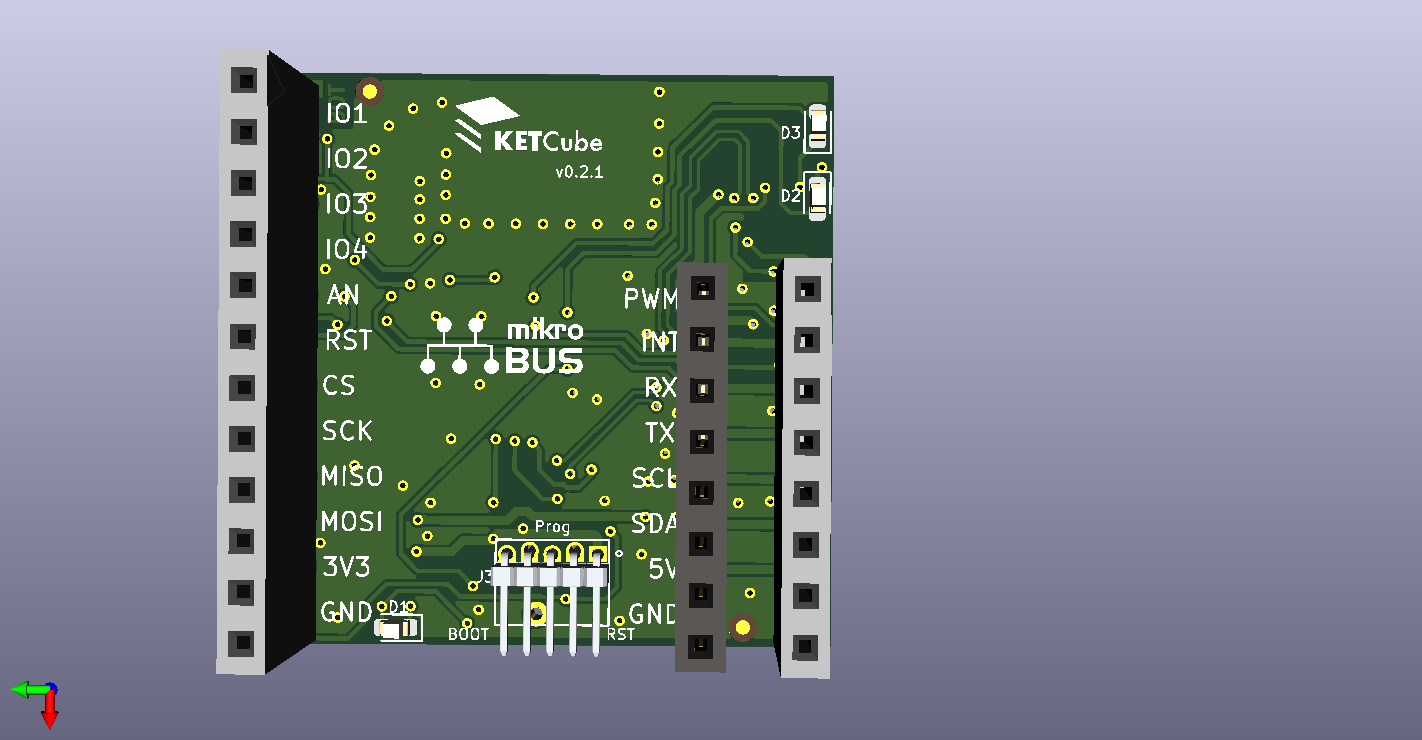 IO1
IO2
IO3
IO4
AN
RST
CS
SCK
MISO
MOSI
3V3
GND
KETCube
v0.2.1
D3
D2
mikro
BUS
PWM
INT
RX
TX
SCL
SDA
5V
GND
Prog
J3
D1
BOOT
RST